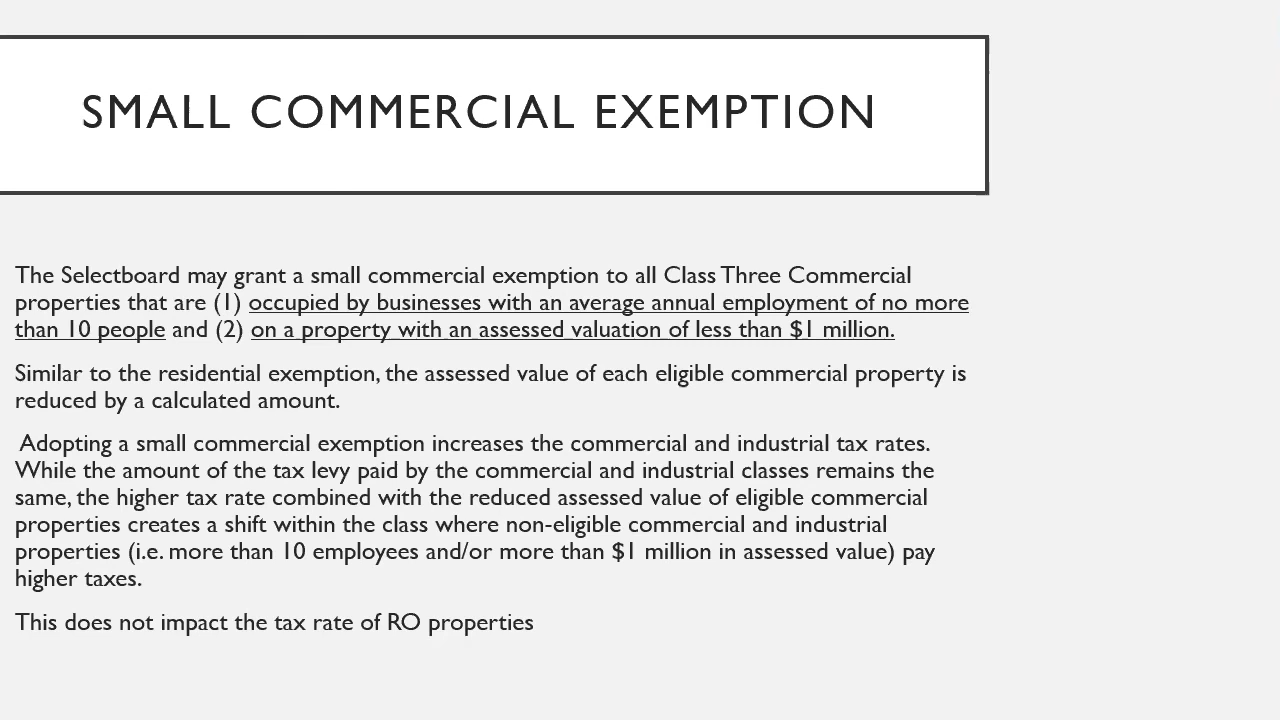 SMALL COMMERCIAL EXEMPTION
The Selectboard may grant a small commercial exemption to all Class Three Commercial
properties that are (1) occupied by businesses with an average annual employment of no more
than 10 people and (2) on a property with an assessed valuation of less than $1 million.
Similar to the residential exemption, the assessed value of each eligible commercial property is
reduced by a calculated amount.
Adopting a small commercial exemption increases the commercial and industrial tax rates.
While the amount of the tax levy paid by the commercial and industrial classes remains the
same, the higher tax rate combined with the reduced assessed value of eligible commercial
properties creates a shift within the class where non-eligible commercial and industrial
properties (i.e. more than 10 employees and/or more than $1 million in assessed value) pay
higher taxes.
This does not impact the tax rate of RO properties